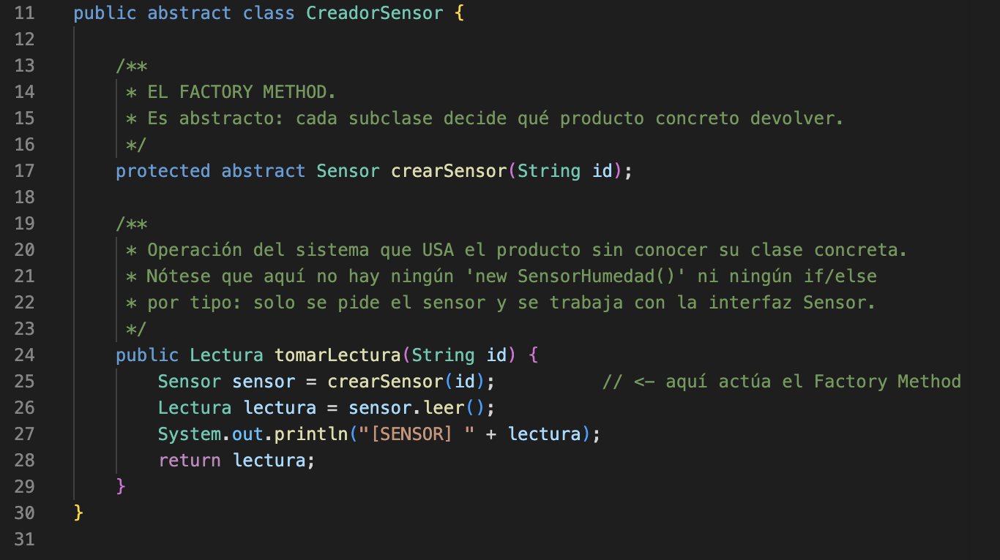 11 public abstract class CreadorSensor {
12
13 /**
14 * EL FACTORY METHOD.
15 * Es abstracto: cada subclase decide qué producto concreto devolver.
16 */
17 protected abstract Sensor crearSensor(String id);
18
19 /**
20 * Operación del sistema que USA el producto sin conocer su clase concreta.
21 * Nótese que aquí no hay ningún 'new SensorHumedad()' ni ningún if/else
22 * por tipo: solo se pide el sensor y se trabaja con la interfaz Sensor.
23 */
24 public Lectura tomarLectura(String id) {
25 Sensor sensor = crearSensor(id); // <- aquí actúa el Factory Method
26 Lectura lectura = sensor.leer();
27 System.out.println("[SENSOR] " + lectura);
28 return lectura;
29 }
30 }
31